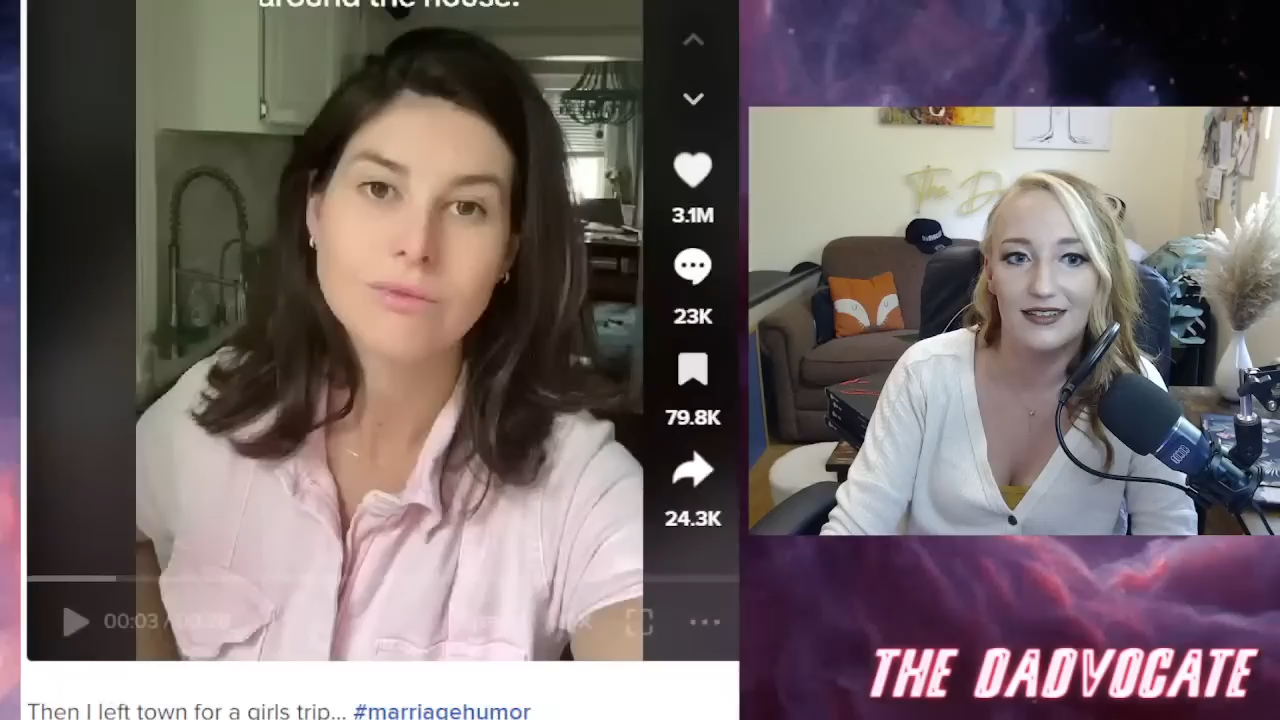 around the house.
3.1M
23K
79.8K
24.3K
00:03
Then I left town for a girls trip... #marriagehumor
The D
THE DADVOCATE